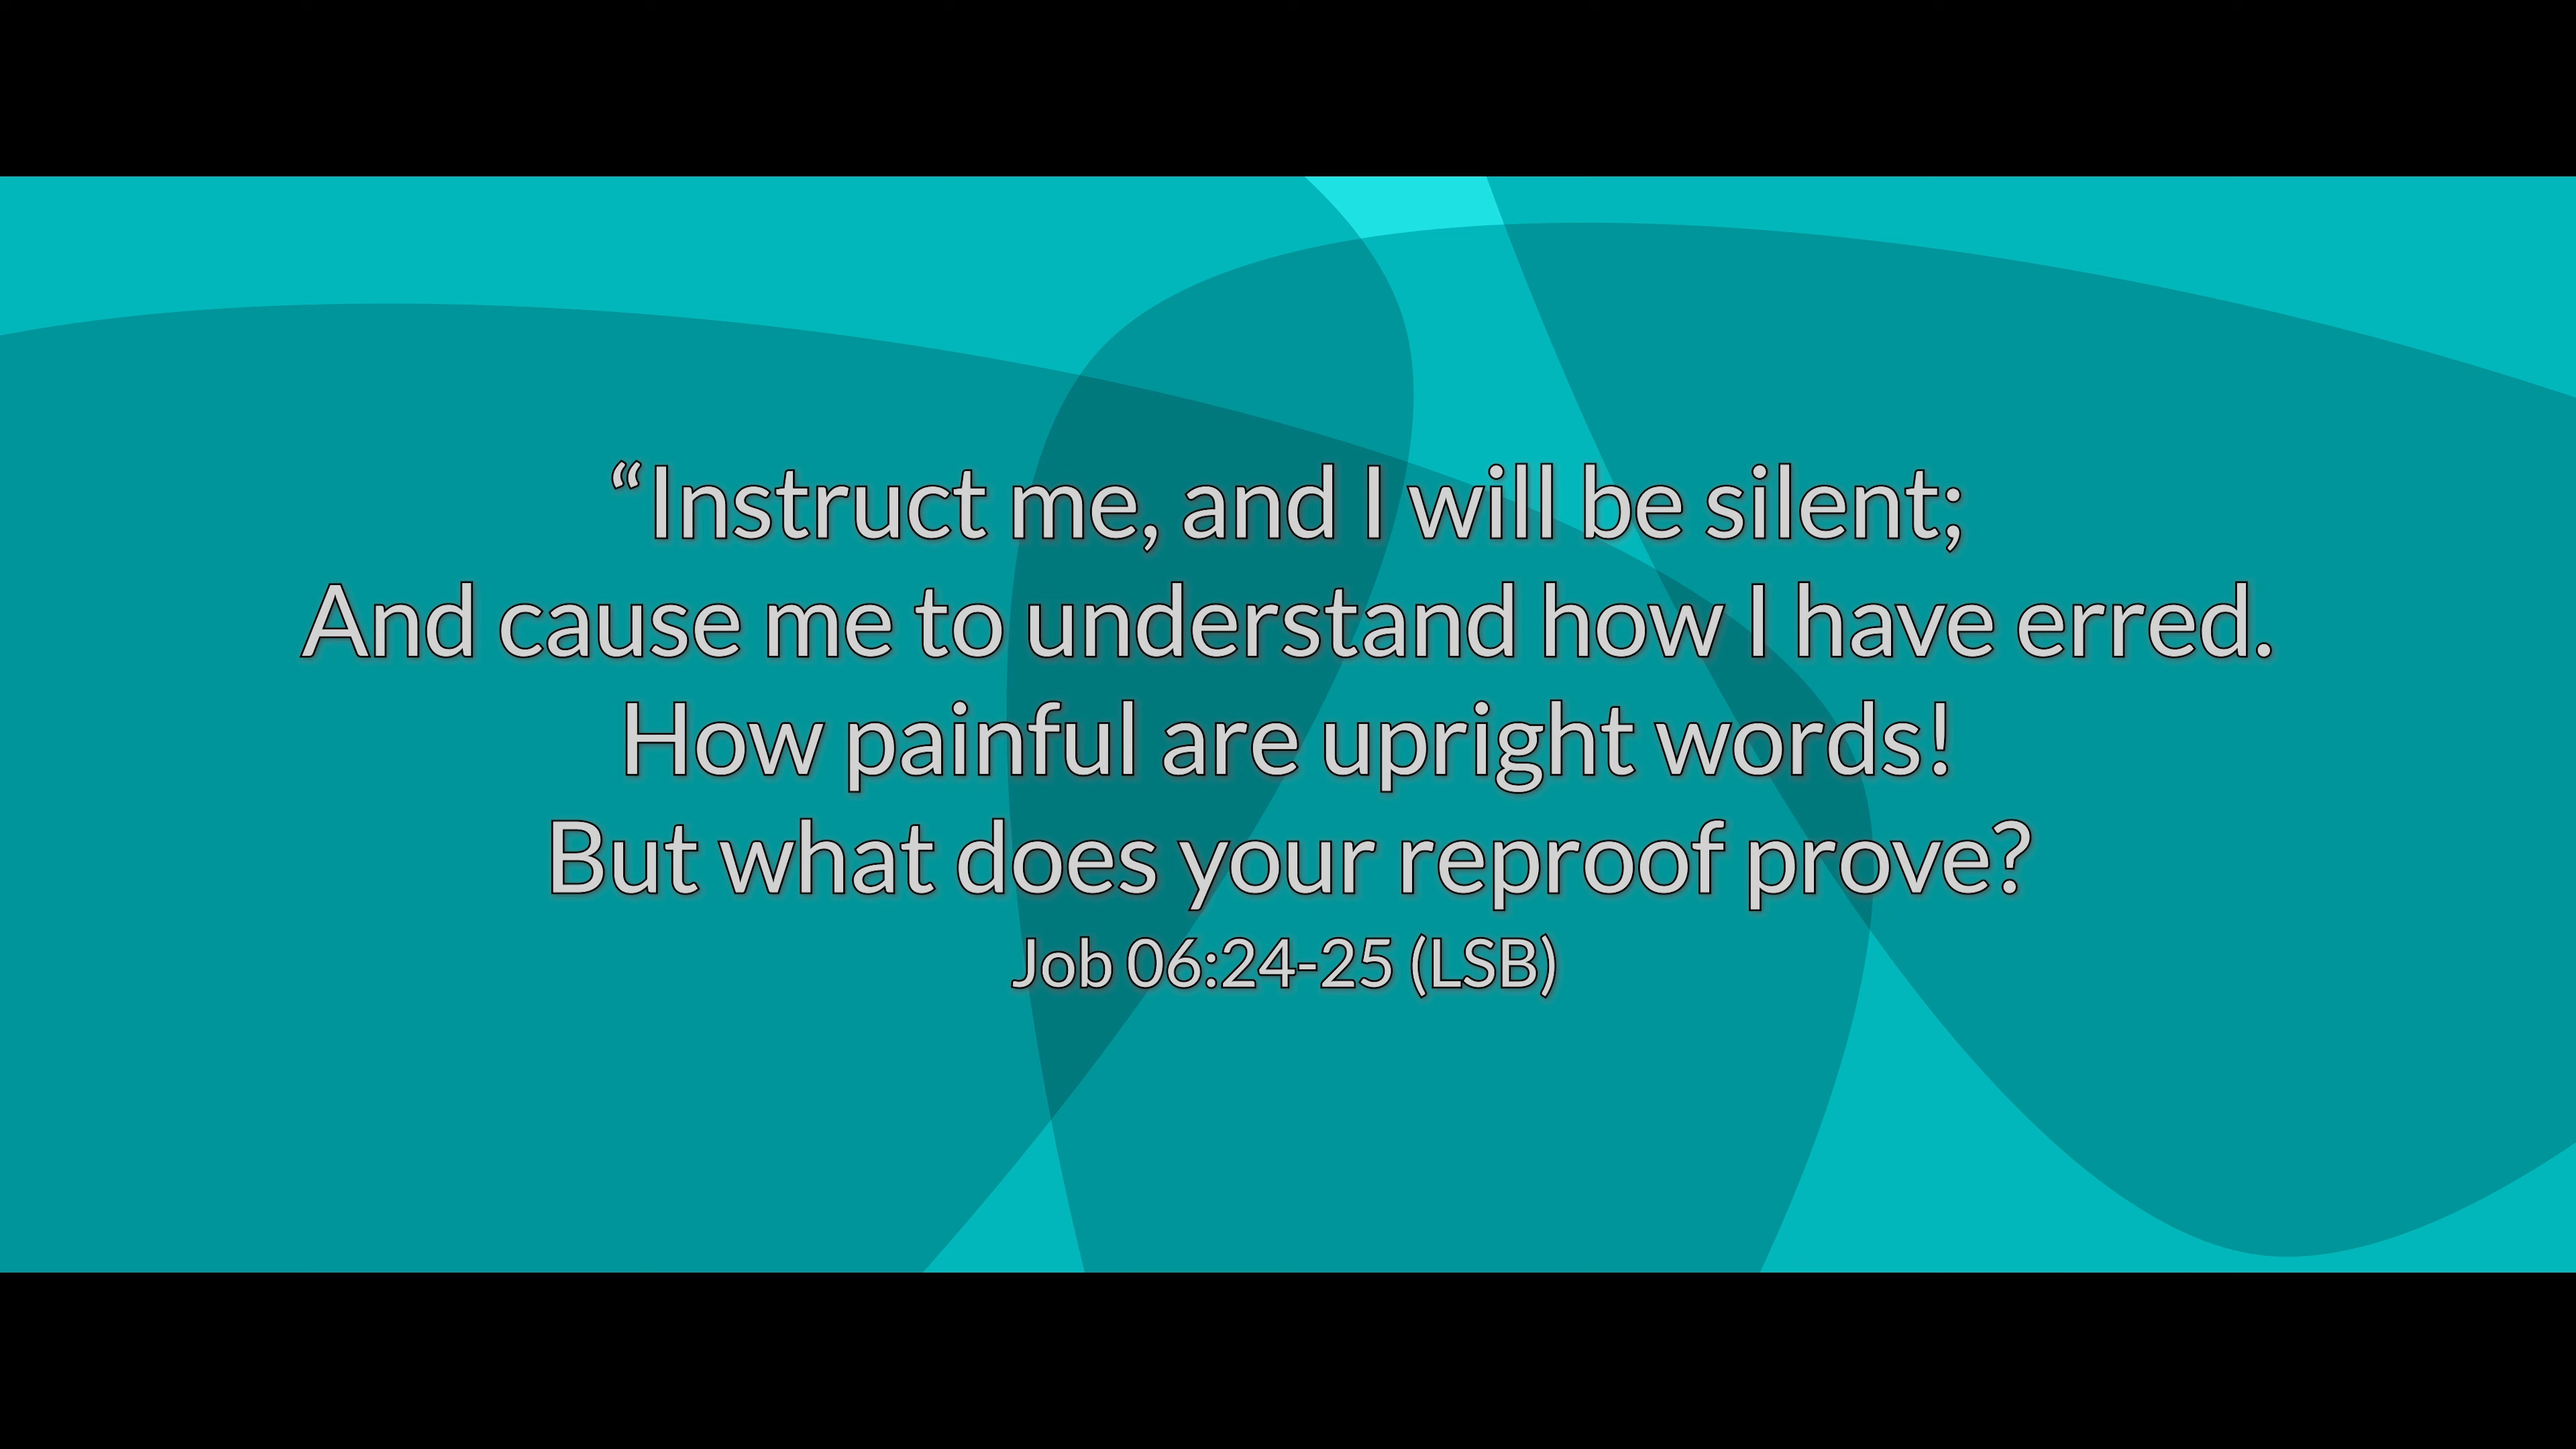 “Instruct me, and I will be silent;
And cause me to understand how I have erred.
How painful are upright words!
But what does your reproof prove?
Job 06:24-25 (LSB)